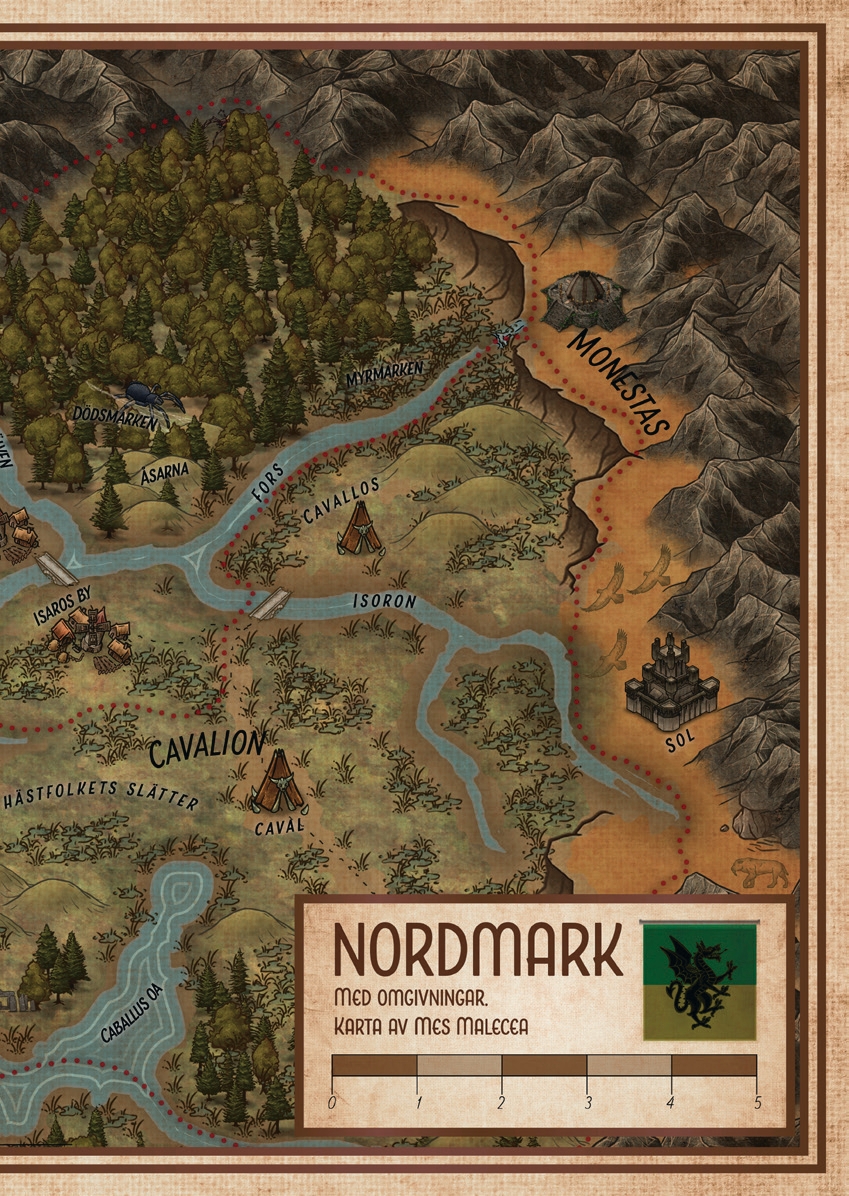 MONESTAS
MYRMARKEN
DÖDSMARKEN
ÅSARNA
FORS
CAVALLOS
ISAROS BY
ISORON
CAVALION
HÄSTFOLKETS SLÄTTER
CAVAL
SOL
CABALLUS OA
NORDMARK
MED OMGIVNINGAR.
KARTA AV MES MALECEA
0 1 2 3 4 5